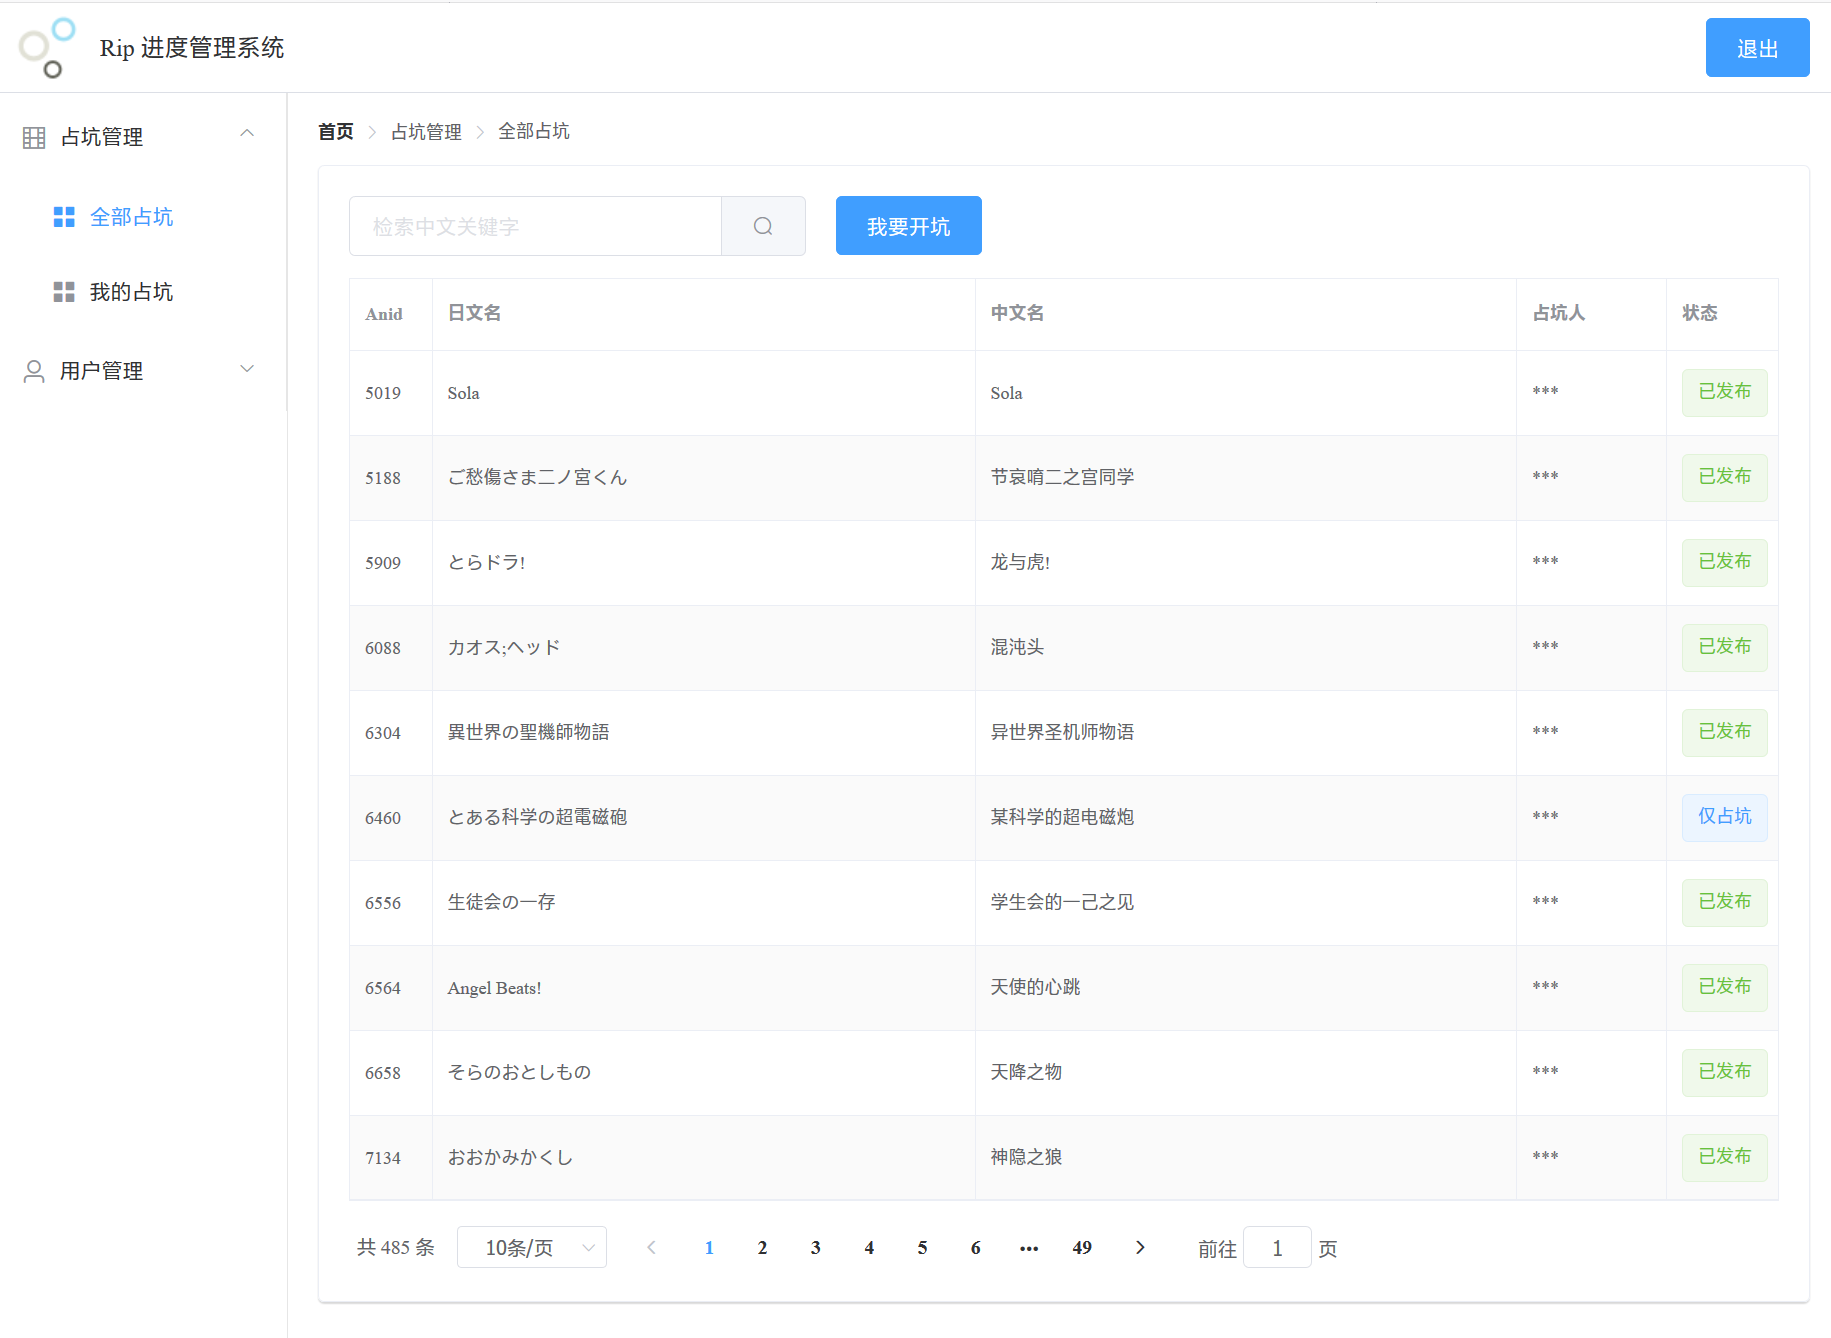 Rip 进度管理系统
退出
占坑管理
全部占坑
我的占坑
用户管理
首页 占坑管理 全部占坑
检索中文关键字
我要开坑
Anid 日文名 中文名 占坑人 状态
5019 Sola Sola *** 已发布
5188 ご愁傷さま二ノ宮くん 节哀唷二之宫同学 *** 已发布
5909 とらドラ! 龙与虎! *** 已发布
6088 カオス;ヘッド 混沌头 *** 已发布
6304 異世界の聖機師物語 异世界圣机师物语 *** 已发布
6460 とある科学の超電磁砲 某科学的超电磁炮 *** 仅占坑
6556 生徒会の一存 学生会的一己之见 *** 已发布
6564 Angel Beats! 天使的心跳 *** 已发布
6658 そらのおとしもの 天降之物 *** 已发布
7134 おおかみかくし 神隐之狼 *** 已发布
共 485 条 10条/页 1 2 3 4 5 6 ••• 49 前往 1 页